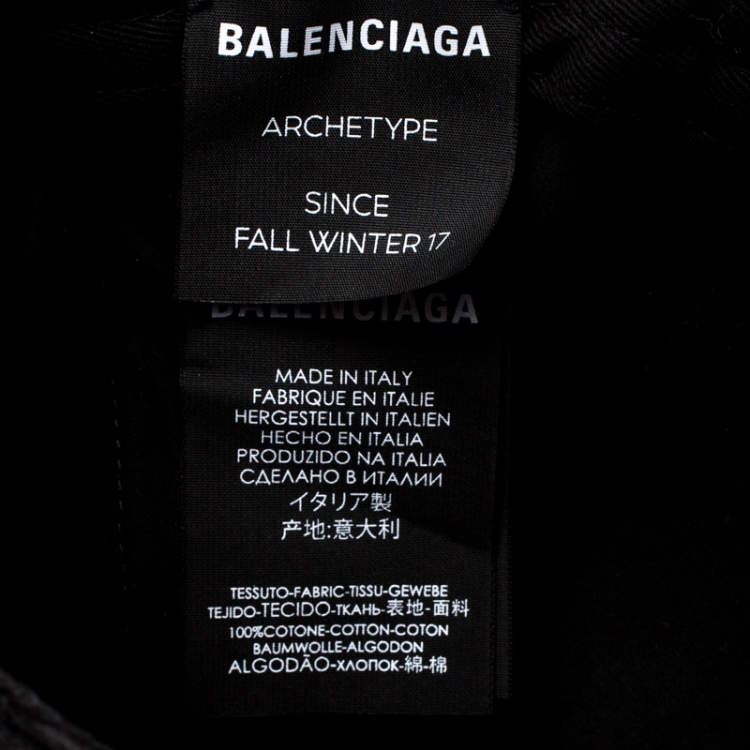 BALENCIAGA
ARCHETYPE
SINCE
FALL WINTER 17
BALENCIAGA
MADE IN ITALY
FABRIQUE EN ITALIE
HERGESTELLT IN ITALIEN
HECHO EN ITALIA
PRODUZIDO NA ITALIA
СДЕЛАНО В ИТАЛИИ
イタリア製
产地:意大利
TESSUTO-FABRIC-TISSU-GEWEBE
TEJIDO-TECIDO-ТКАНЬ-表地-面料
100%COTONE-COTTON-COTON
BAUMWOLLE-ALGODON
ALGODÃO-ХЛОПОК-綿-棉